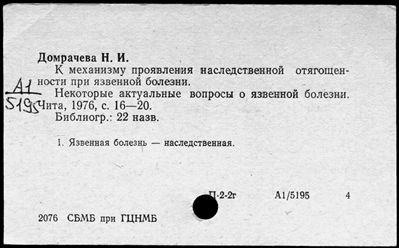 Домрачева Н. И.
К механизму проявления наследственной отягощен-
ности при язвенной болезни.
А1
Некоторые актуальные вопросы о язвенной болезни.
5195
Чита, 1976, с. 16—20.
Библиогр.: 22 назв.
1. Язвенная болезнь — наследственная.
П-2-2г А1/5195 4
2076 СБМБ при ГЦНМБ